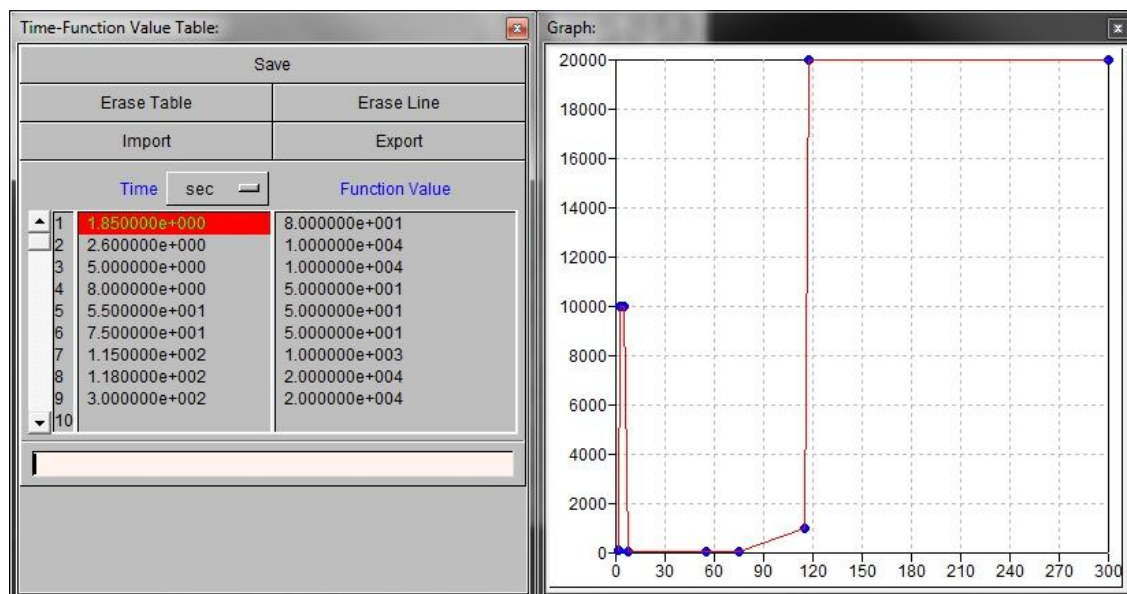 Time-Function Value Table:
Save
Erase Table Erase Line
Import Export
Time sec Function Value
1 1.850000e+000 8.000000e+001
2 2.600000e+000 1.000000e+004
3 5.000000e+000 1.000000e+004
4 8.000000e+000 5.000000e+001
5 5.500000e+001 5.000000e+001
6 7.500000e+001 5.000000e+001
7 1.150000e+002 1.000000e+003
8 1.180000e+002 2.000000e+004
9 3.000000e+002 2.000000e+004
10
Graph:
20000
18000
16000
14000
12000
10000
8000
6000
4000
2000
0
0 30 60 90 120 150 180 210 240 270 300